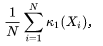 $\frac{1}{N} \sum_{i=1}^{N} \kappa_1(X_i),$